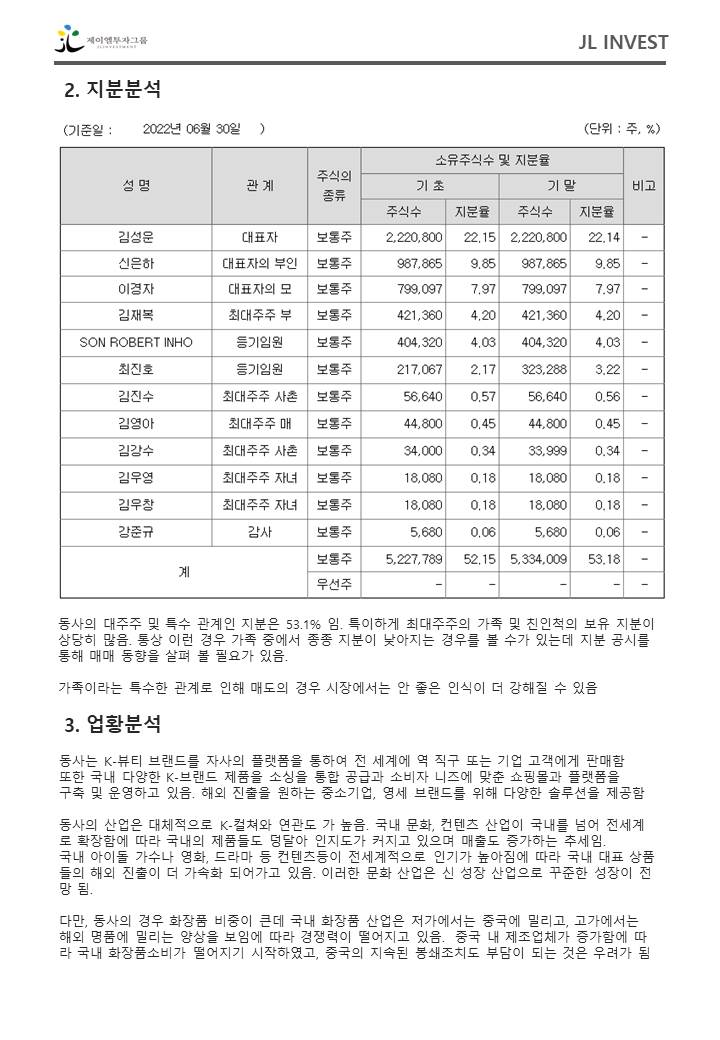 제이엘투자그룹
JLINVESTMENT
JL INVEST
2. 지분분석
(기준일 : 2022년 06월 30일 ) (단위 : 주, %)
성 명 관 계 주식의 종류 소유주식수 및 지분율 비고
기 초 기 말
주식수 지분율 주식수 지분율
김성운 대표자 보통주 2,220,800 22.15 2,220,800 22.14 -
신은하 대표자의 부인 보통주 987,865 9.85 987,865 9.85 -
이경자 대표자의 모 보통주 799,097 7.97 799,097 7.97 -
김재복 최대주주 부 보통주 421,360 4.20 421,360 4.20 -
SON ROBERT INHO 등기임원 보통주 404,320 4.03 404,320 4.03 -
최진호 등기임원 보통주 217,067 2.17 323,288 3.22 -
김진수 최대주주 사촌 보통주 56,640 0.57 56,640 0.56 -
김영아 최대주주 매 보통주 44,800 0.45 44,800 0.45 -
김강수 최대주주 사촌 보통주 34,000 0.34 33,999 0.34 -
김우영 최대주주 자녀 보통주 18,080 0.18 18,080 0.18 -
김우창 최대주주 자녀 보통주 18,080 0.18 18,080 0.18 -
강준규 감사 보통주 5,680 0.06 5,680 0.06 -
계 보통주 5,227,789 52.15 5,334,009 53.18 -
우선주 - - - - -
동사의 대주주 및 특수 관계인 지분은 53.1% 임. 특이하게 최대주주의 가족 및 친인척의 보유 지분이
상당히 많음. 통상 이런 경우 가족 중에서 종종 지분이 낮아지는 경우를 볼 수가 있는데 지분 공시를
통해 매매 동향을 살펴 볼 필요가 있음.
가족이라는 특수한 관계로 인해 매도의 경우 시장에서는 안 좋은 인식이 더 강해질 수 있음
3. 업황분석
동사는 K-뷰티 브랜드를 자사의 플랫폼을 통하여 전 세계에 역 직구 또는 기업 고객에게 판매함
또한 국내 다양한 K-브랜드 제품을 소싱을 통합 공급과 소비자 니즈에 맞춘 쇼핑몰과 플랫폼을
구축 및 운영하고 있음. 해외 진출을 원하는 중소기업, 영세 브랜드를 위해 다양한 솔루션을 제공함
동사의 산업은 대체적으로 K-컬쳐와 연관도 가 높음. 국내 문화, 컨텐츠 산업이 국내를 넘어 전세계
로 확장함에 따라 국내의 제품들도 덩달아 인지도가 커지고 있으며 매출도 증가하는 추세임.
국내 아이돌 가수나 영화, 드라마 등 컨텐츠등이 전세계적으로 인기가 높아짐에 따라 국내 대표 상품
들의 해외 진출이 더 가속화 되어가고 있음. 이러한 문화 산업은 신 성장 산업으로 꾸준한 성장이 전
망 됨.
다만, 동사의 경우 화장품 비중이 큰데 국내 화장품 산업은 저가에서는 중국에 밀리고, 고가에서는
해외 명품에 밀리는 양상을 보임에 따라 경쟁력이 떨어지고 있음. 중국 내 제조업체가 증가함에 따
라 국내 화장품소비가 떨어지기 시작하였고, 중국의 지속된 봉쇄조치도 부담이 되는 것은 우려가 됨